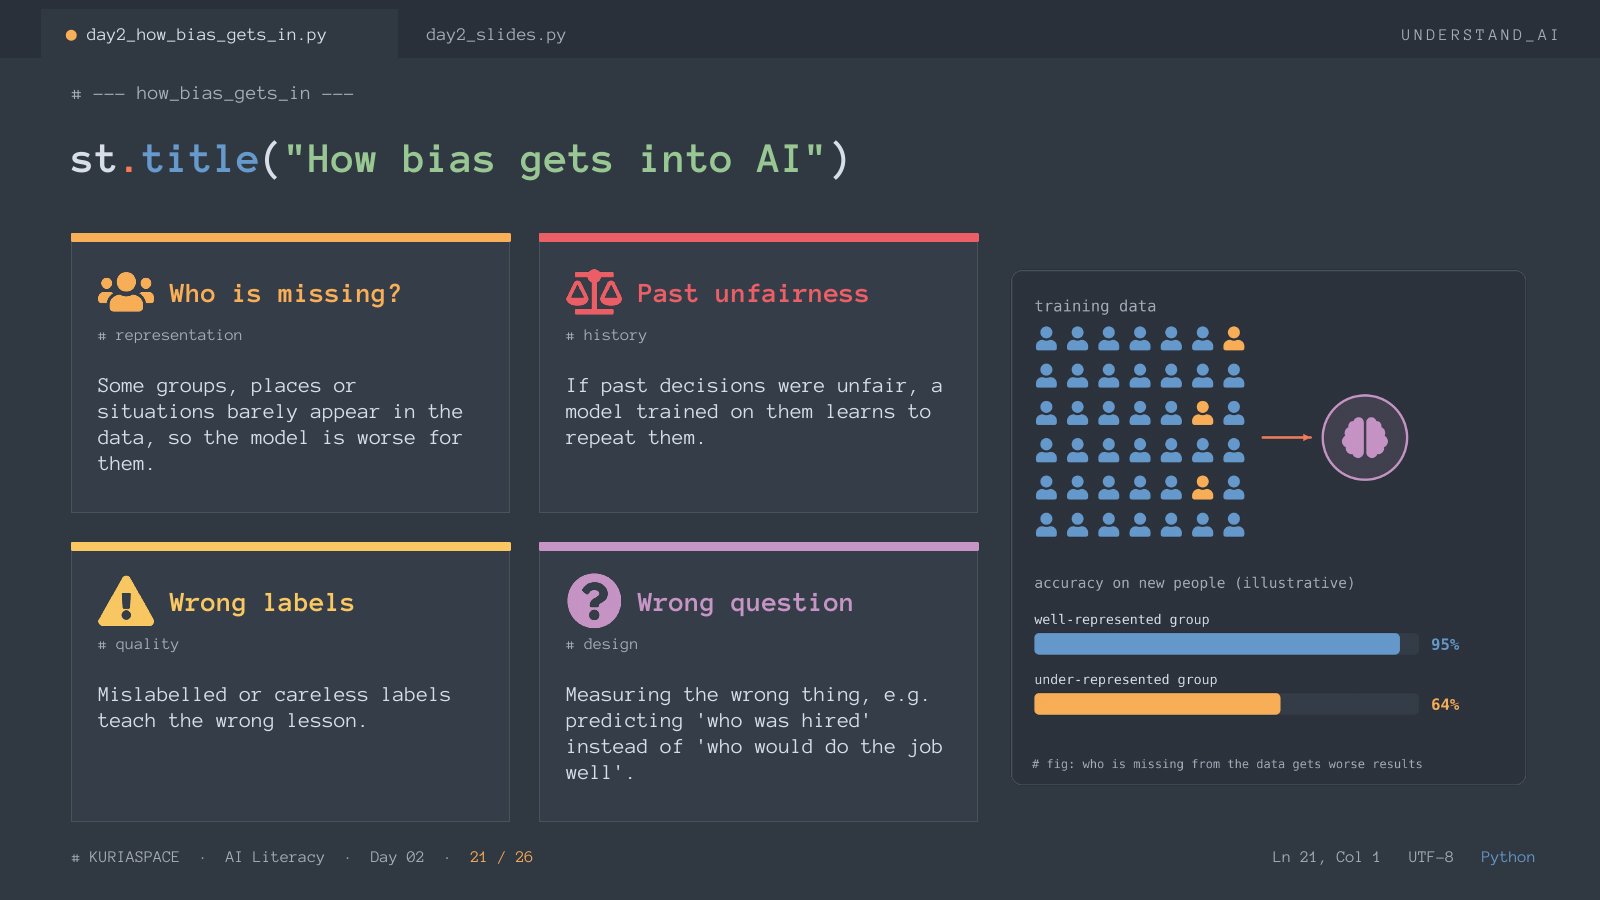 day2_how_bias_gets_in.py
day2_slides.py
UNDERSTAND_AI
# --- how_bias_gets_in ---
st.title("How bias gets into AI")
Who is missing?
# representation
Some groups, places or
situations barely appear in the
data, so the model is worse for
them.
Past unfairness
# history
If past decisions were unfair, a
model trained on them learns to
repeat them.
Wrong labels
# quality
Mislabelled or careless labels
teach the wrong lesson.
Wrong question
# design
Measuring the wrong thing, e.g.
predicting 'who was hired'
instead of 'who would do the job
well'.
training data
accuracy on new people (illustrative)
well-represented group
95%
under-represented group
64%
# fig: who is missing from the data gets worse results
# KURIASPACE · AI Literacy · Day 02 · 21 / 26
Ln 21, Col 1 UTF-8 Python